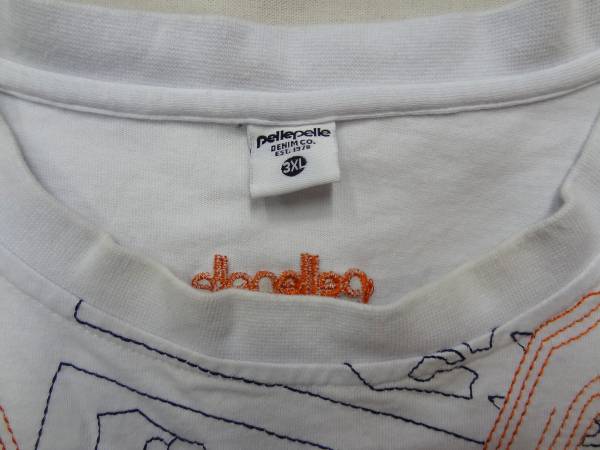 pellepelle
DENIM CO.
EST. 1978
3XL